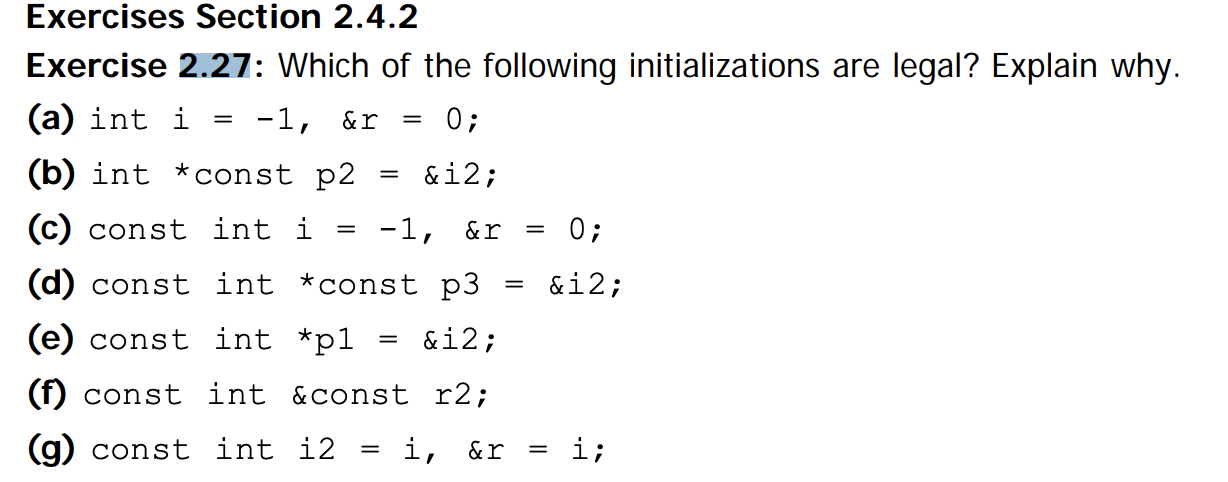 Exercises Section 2.4.2
Exercise 2.27: Which of the following initializations are legal? Explain why.
(a) int i = -1, &r = 0;
(b) int *const p2 = &i2;
(c) const int i = -1, &r = 0;
(d) const int *const p3 = &i2;
(e) const int *p1 = &i2;
(f) const int &const r2;
(g) const int i2 = i, &r = i;